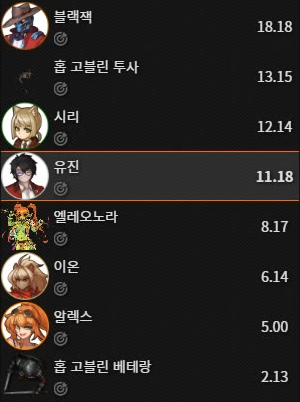 블랙잭
18.18
홉 고블린 투사
13.15
시리
12.14
유진
11.18
엘레오노라
8.17
이온
6.14
알렉스
5.00
홉 고블린 베테랑
2.13